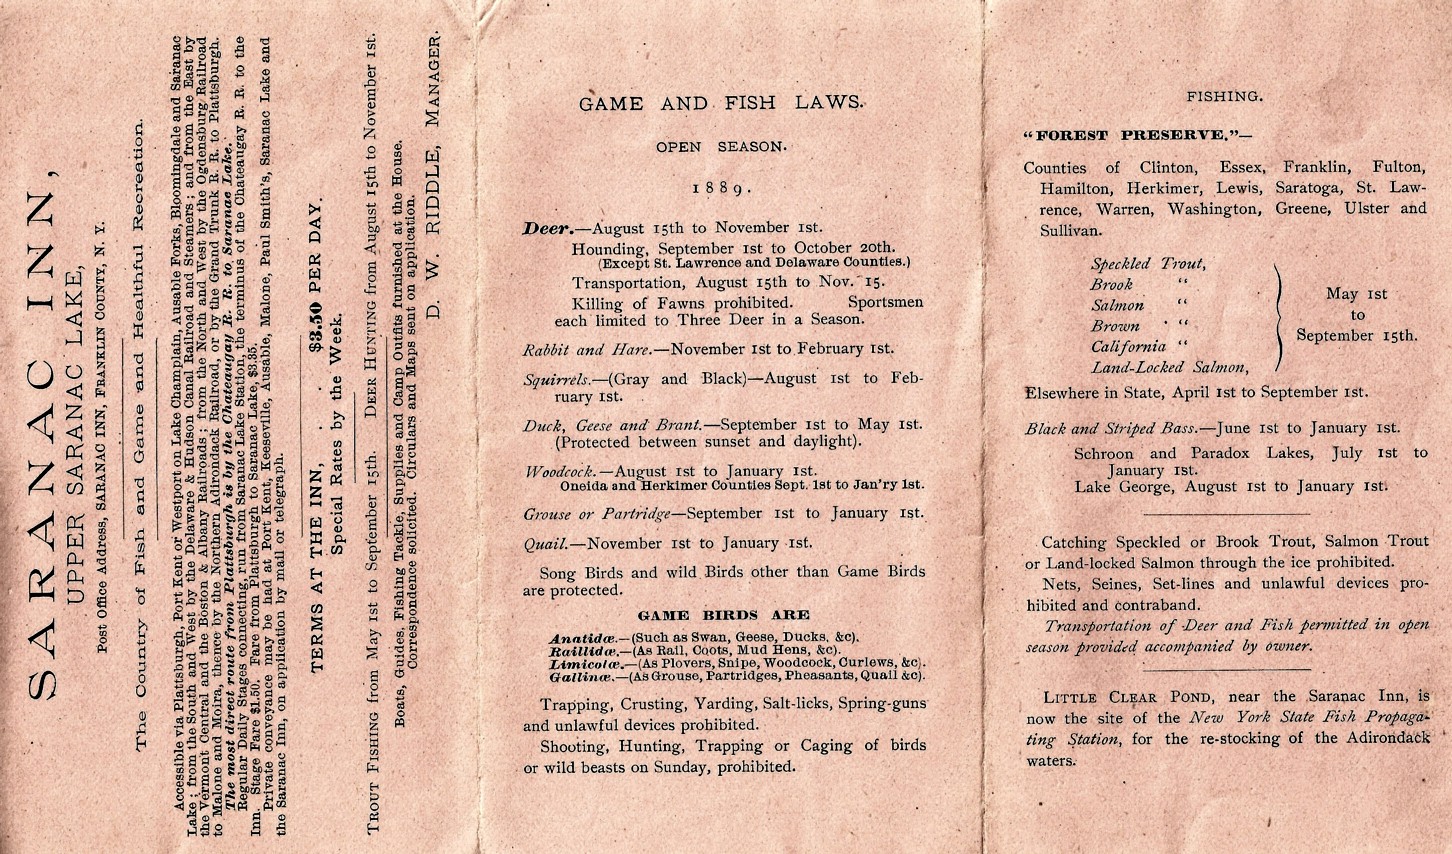 SARANAC INN,
UPPER SARANAC LAKE,
Post Office Address, SARANAC INN, FRANKLIN COUNTY, N. Y.
The Country of Fish and Game and Healthful Recreation.
Accessible via Plattsburgh, Port Kent or Westport on Lake Champlain, Ausable Forks, Bloomingdale and Saranac
Lake; from the South and West by the Delaware & Hudson Canal Railroad and Steamers; and from the East by
the Vermont Central and the Boston & Albany Railroads; from the North and West by the Ogdensburg Railroad
to Malone and Moira, thence by the Northern Adirondack Railroad, or by the Grand Trunk R. R. to Plattsburgh.
The most direct route from Plattsburgh is by the Chateaugay R. R. to Saranac Lake.
Regular Daily Stages connecting, run from Saranac Lake Station, the terminus of the Chateaugay R. R. to the
Inn. Stage Fare $1.50. Fare from Plattsburgh to Saranac Lake, $3.35.
Private conveyance may be had at Port Kent, Keeseville, Ausable, Malone, Paul Smith's, Saranac Lake and
the Saranac Inn, on application by mail or telegraph.
TERMS AT THE INN, . . $3.50 PER DAY.
Special Rates by the Week.
TROUT FISHING from May 1st to September 15th. DEER HUNTING from August 15th to November 1st.
Boats, Guides, Fishing Tackle, Supplies and Camp Outfits furnished at the House.
Correspondence solicited. Circulars and Maps sent on application.
D. W. RIDDLE, MANAGER.
GAME AND FISH LAWS.
OPEN SEASON.
1889.
Deer.—August 15th to November 1st.
Hounding, September 1st to October 20th.
(Except St. Lawrence and Delaware Counties.)
Transportation, August 15th to Nov. 15.
Killing of Fawns prohibited. Sportsmen
each limited to Three Deer in a Season.
Rabbit and Hare.—November 1st to February 1st.
Squirrels.—(Gray and Black)—August 1st to Feb-
ruary 1st.
Duck, Geese and Brant.—September 1st to May 1st.
(Protected between sunset and daylight).
Woodcock.—August 1st to January 1st.
Oneida and Herkimer Counties Sept. 1st to Jan'ry 1st.
Grouse or Partridge—September 1st to January 1st.
Quail.—November 1st to January 1st.
Song Birds and wild Birds other than Game Birds
are protected.
GAME BIRDS ARE
Anatidæ.—(Such as Swan, Geese, Ducks, &c).
Raillidæ.—(As Rail, Coots, Mud Hens, &c).
Limicolæ.—(As Plovers, Snipe, Woodcock, Curlews, &c).
Gallinæ.—(As Grouse, Partridges, Pheasants, Quail &c).
Trapping, Crusting, Yarding, Salt-licks, Spring-guns
and unlawful devices prohibited.
Shooting, Hunting, Trapping or Caging of birds
or wild beasts on Sunday, prohibited.
FISHING.
"FOREST PRESERVE."—
Counties of Clinton, Essex, Franklin, Fulton,
Hamilton, Herkimer, Lewis, Saratoga, St. Law-
rence, Warren, Washington, Greene, Ulster and
Sullivan.
Speckled Trout,
Brook "
Salmon "
Brown "
California "
Land-Locked Salmon,
May 1st
to
September 15th.
Elsewhere in State, April 1st to September 1st.
Black and Striped Bass.—June 1st to January 1st.
Schroon and Paradox Lakes, July 1st to
January 1st.
Lake George, August 1st to January 1st.
Catching Speckled or Brook Trout, Salmon Trout
or Land-locked Salmon through the ice prohibited.
Nets, Seines, Set-lines and unlawful devices pro-
hibited and contraband.
Transportation of Deer and Fish permitted in open
season provided accompanied by owner.
LITTLE CLEAR POND, near the Saranac Inn, is
now the site of the New York State Fish Propaga-
ting Station, for the re-stocking of the Adirondack
waters.